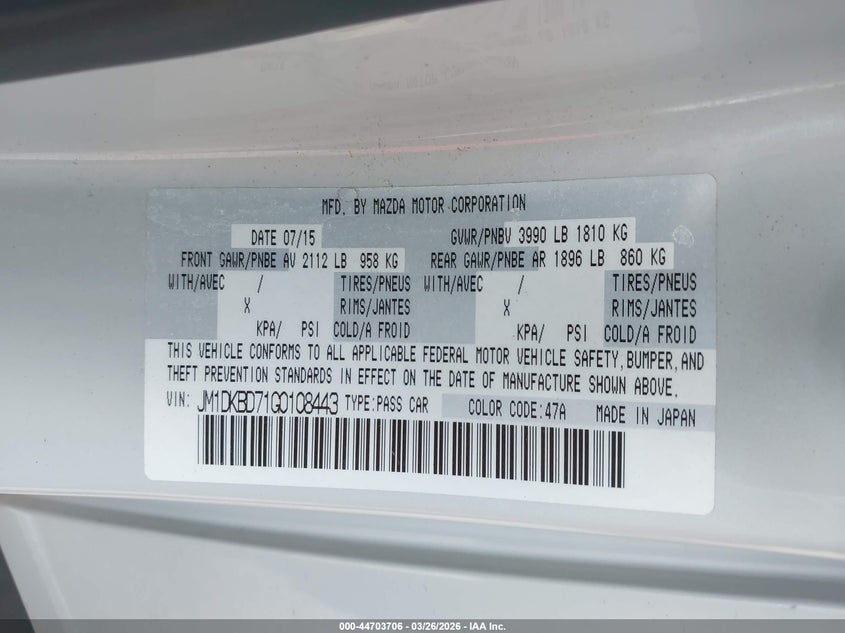 MFD. BY MAZDA MOTOR CORPORATION
DATE 07/15 GVWR/PNBV 3990 LB 1810 KG
FRONT GAWR/PNBE AV 2112 LB 958 KG REAR GAWR/PNBE AR 1896 LB 860 KG
WITH/AVEC / TIRES/PNEUS WITH/AVEC / TIRES/PNEUS
X RIMS/JANTES X RIMS/JANTES
KPA/ PSI COLD/A FROID KPA/ PSI COLD/A FROID
THIS VEHICLE CONFORMS TO ALL APPLICABLE FEDERAL MOTOR VEHICLE SAFETY, BUMPER, AND
THEFT PREVENTION STANDARDS IN EFFECT ON THE DATE OF MANUFACTURE SHOWN ABOVE.
VIN: JM1DKBD71G0108443 TYPE:PASS CAR COLOR CODE:47A MADE IN JAPAN
000-44703706 - 03/26/2026 - IAA Inc.